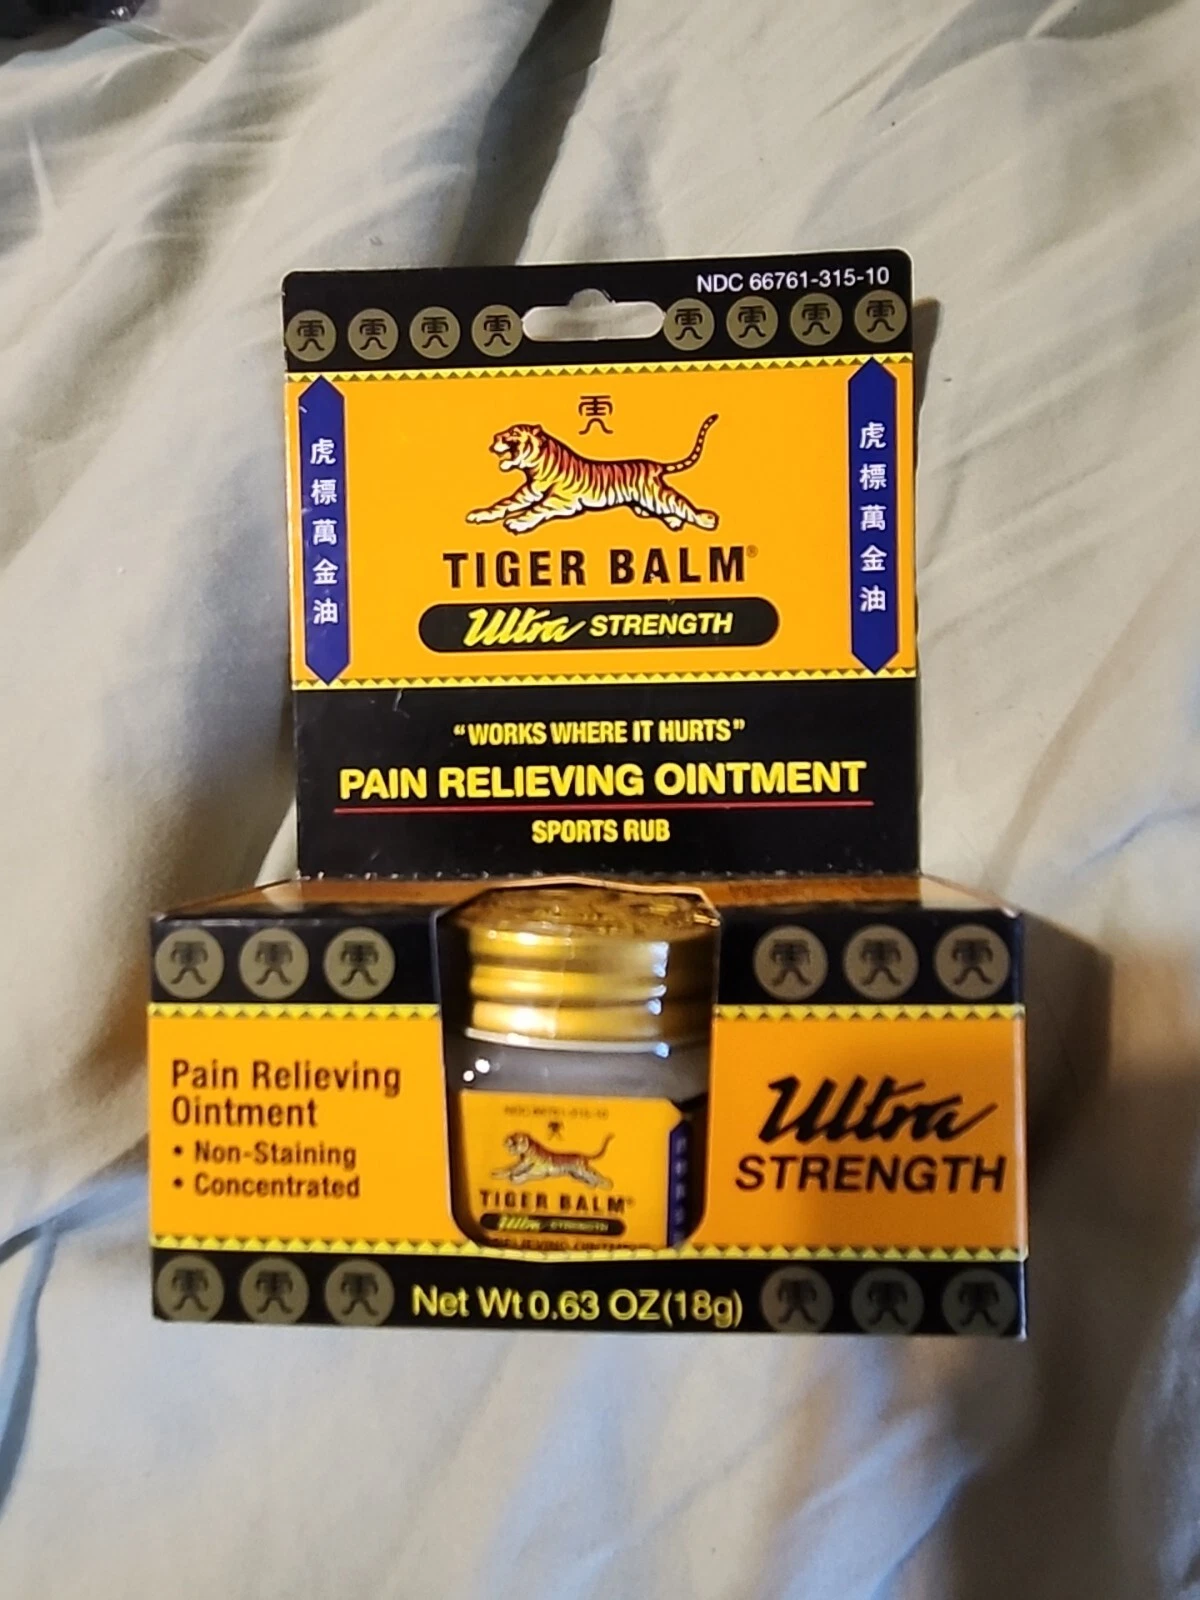 NDC 66761-315-10
虎標萬金油
虎標萬金油
TIGER BALM®
Ultra STRENGTH
"WORKS WHERE IT HURTS"
PAIN RELIEVING OINTMENT
SPORTS RUB
Pain Relieving
Ointment
• Non-Staining
• Concentrated
TIGER BALM®
Ultra STRENGTH
Ultra
STRENGTH
Net Wt 0.63 OZ(18g)